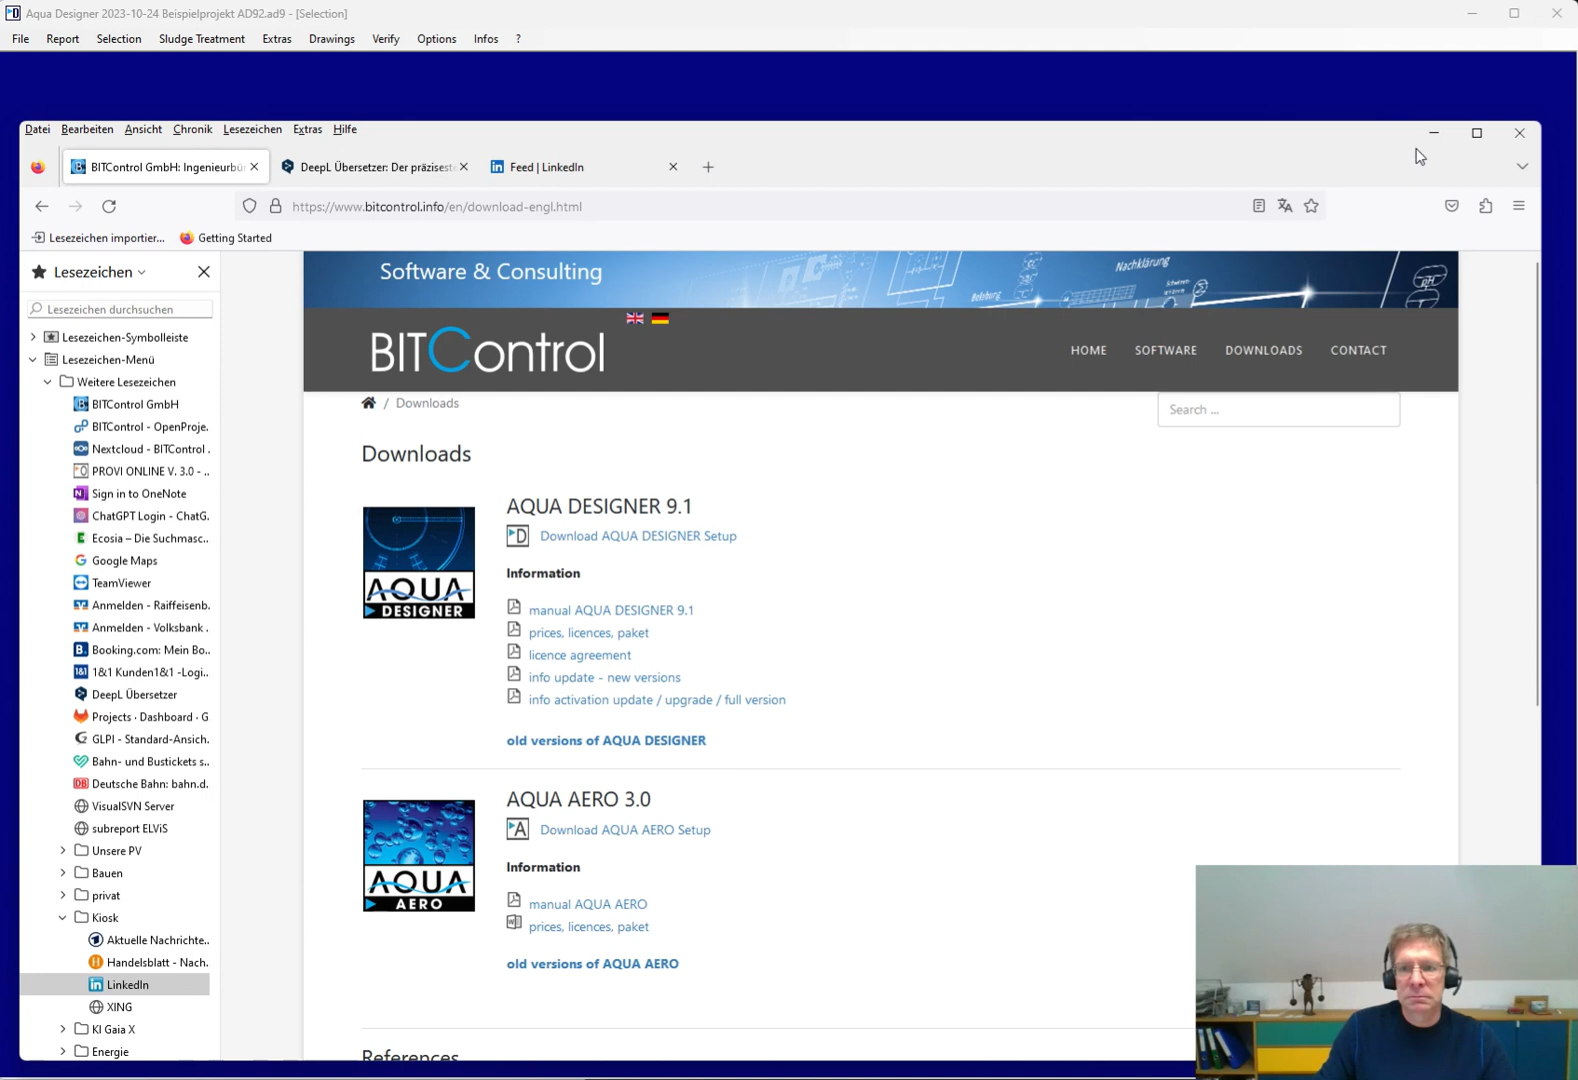 Aqua Designer 2023-10-24 Beispielprojekt AD92.ad9 - [Selection]
File Report Selection Sludge Treatment Extras Drawings Verify Options Infos ?
Datei Bearbeiten Ansicht Chronik Lesezeichen Extras Hilfe
BITControl GmbH: Ingenieurbü DeepL Übersetzer: Der präzisest Feed | LinkedIn
https://www.bitcontrol.info/en/download-engl.html
Lesezeichen importier... Getting Started
Lesezeichen
Lesezeichen durchsuchen
Lesezeichen-Symbolleiste
Lesezeichen-Menü
Weitere Lesezeichen
BITControl GmbH
BITControl - OpenProje.
Nextcloud - BITControl .
PROVI ONLINE V. 3.0 - ..
Sign in to OneNote
ChatGPT Login - ChatG.
Ecosia – Die Suchmasc..
Google Maps
TeamViewer
Anmelden - Raiffeisenb.
Anmelden - Volksbank .
Booking.com: Mein Bo..
1&1 Kunden1&1 -Logi..
DeepL Übersetzer
Projects · Dashboard · G
GLPI - Standard-Ansich.
Bahn- und Bustickets s..
Deutsche Bahn: bahn.d.
VisualSVN Server
subreport ELViS
Unsere PV
Bauen
privat
Kiosk
Aktuelle Nachrichte..
Handelsblatt - Nach.
LinkedIn
XING
KI Gaia X
Energie
Software & Consulting
Nachklärung
Belebung
BITControl
HOME SOFTWARE DOWNLOADS CONTACT
/ Downloads
Search ...
Downloads
AQUA DESIGNER 9.1
Download AQUA DESIGNER Setup
AQUA
DESIGNER
Information
manual AQUA DESIGNER 9.1
prices, licences, paket
licence agreement
info update - new versions
info activation update / upgrade / full version
old versions of AQUA DESIGNER
AQUA AERO 3.0
Download AQUA AERO Setup
AQUA
AERO
Information
manual AQUA AERO
prices, licences, paket
old versions of AQUA AERO
References